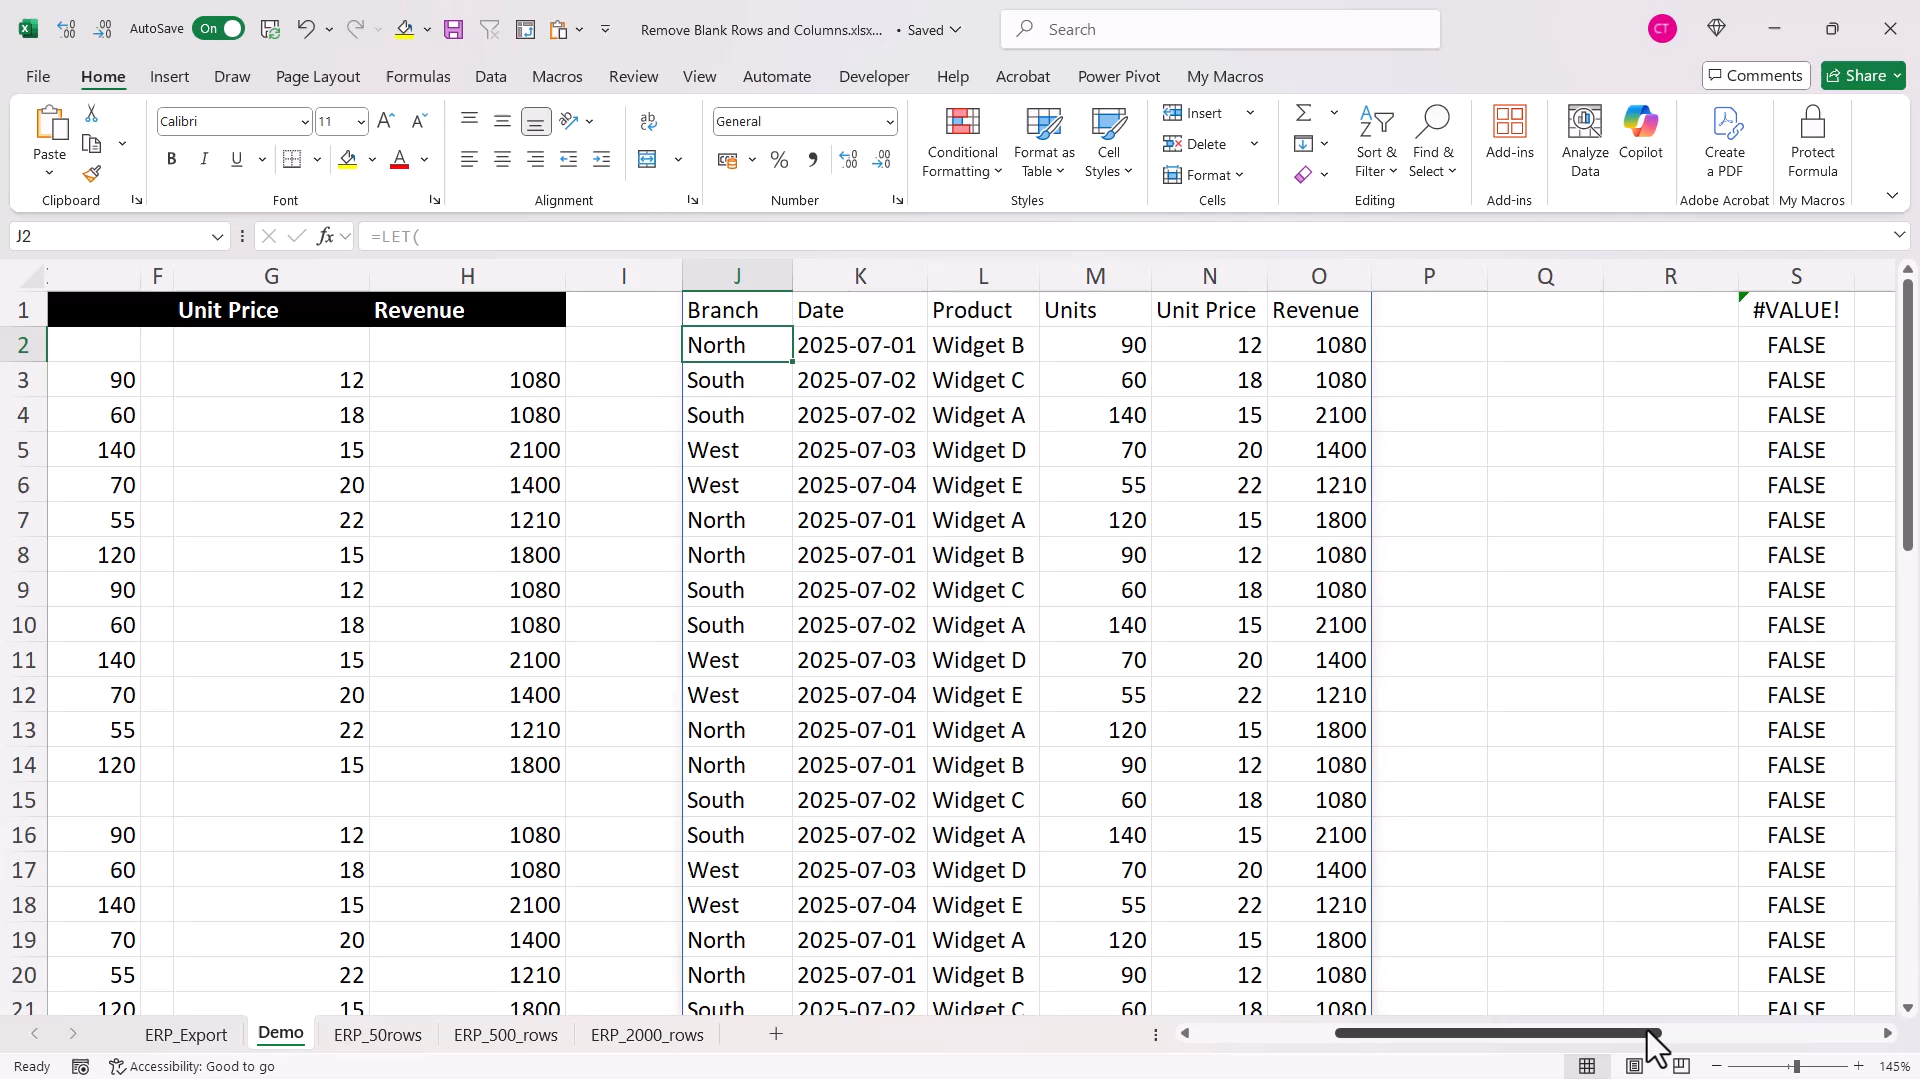 AutoSave On Remove Blank Rows and Columns.xlsx... • Saved Search CT
File Home Insert Draw Page Layout Formulas Data Macros Review View Automate Developer Help Acrobat Power Pivot My Macros Comments Share
Paste Calibri 11 General Conditional Formatting Format as Table Cell Styles Insert Delete Format Sort & Filter Find & Select Add-ins Analyze Data Copilot Create a PDF Protect Formula
Clipboard Font Alignment Number Styles Cells Editing Add-ins Adobe Acrobat My Macros
J2 fx =LET(
F G H I J K L M N O P Q R S
1 Unit Price Revenue Branch Date Product Units Unit Price Revenue #VALUE!
2 North 2025-07-01 Widget B 90 12 1080 FALSE
3 90 12 1080 South 2025-07-02 Widget C 60 18 1080 FALSE
4 60 18 1080 South 2025-07-02 Widget A 140 15 2100 FALSE
5 140 15 2100 West 2025-07-03 Widget D 70 20 1400 FALSE
6 70 20 1400 West 2025-07-04 Widget E 55 22 1210 FALSE
7 55 22 1210 North 2025-07-01 Widget A 120 15 1800 FALSE
8 120 15 1800 North 2025-07-01 Widget B 90 12 1080 FALSE
9 90 12 1080 South 2025-07-02 Widget C 60 18 1080 FALSE
10 60 18 1080 South 2025-07-02 Widget A 140 15 2100 FALSE
11 140 15 2100 West 2025-07-03 Widget D 70 20 1400 FALSE
12 70 20 1400 West 2025-07-04 Widget E 55 22 1210 FALSE
13 55 22 1210 North 2025-07-01 Widget A 120 15 1800 FALSE
14 120 15 1800 North 2025-07-01 Widget B 90 12 1080 FALSE
15 South 2025-07-02 Widget C 60 18 1080 FALSE
16 90 12 1080 South 2025-07-02 Widget A 140 15 2100 FALSE
17 60 18 1080 West 2025-07-03 Widget D 70 20 1400 FALSE
18 140 15 2100 West 2025-07-04 Widget E 55 22 1210 FALSE
19 70 20 1400 North 2025-07-01 Widget A 120 15 1800 FALSE
20 55 22 1210 North 2025-07-01 Widget B 90 12 1080 FALSE
21 120 15 1800 South 2025-07-02 Widget C 60 18 1080 FALSE
ERP_Export Demo ERP_50rows ERP_500_rows ERP_2000_rows
Ready Accessibility: Good to go 145%